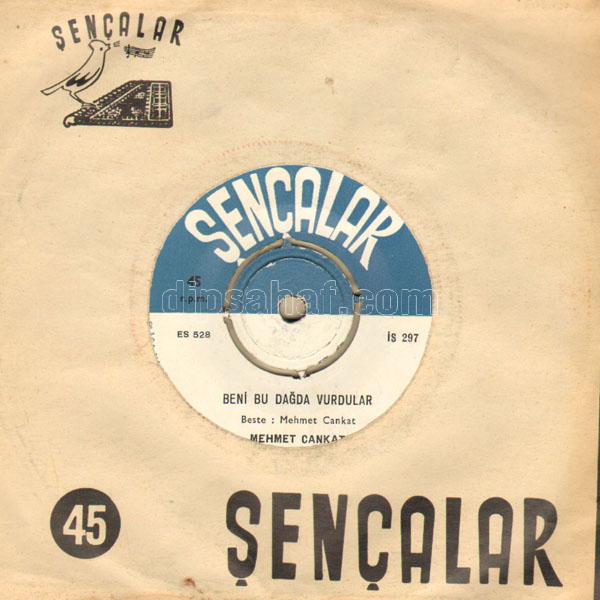 ŞENÇALAR
ŞENÇALAR
45
r.p.m.
dipsahaf.com
ES 528
İS 297
BENİ BU DAĞDA VURDULAR
Beste : Mehmet Cankat
MEHMET CANKAT
45
ŞENÇALAR